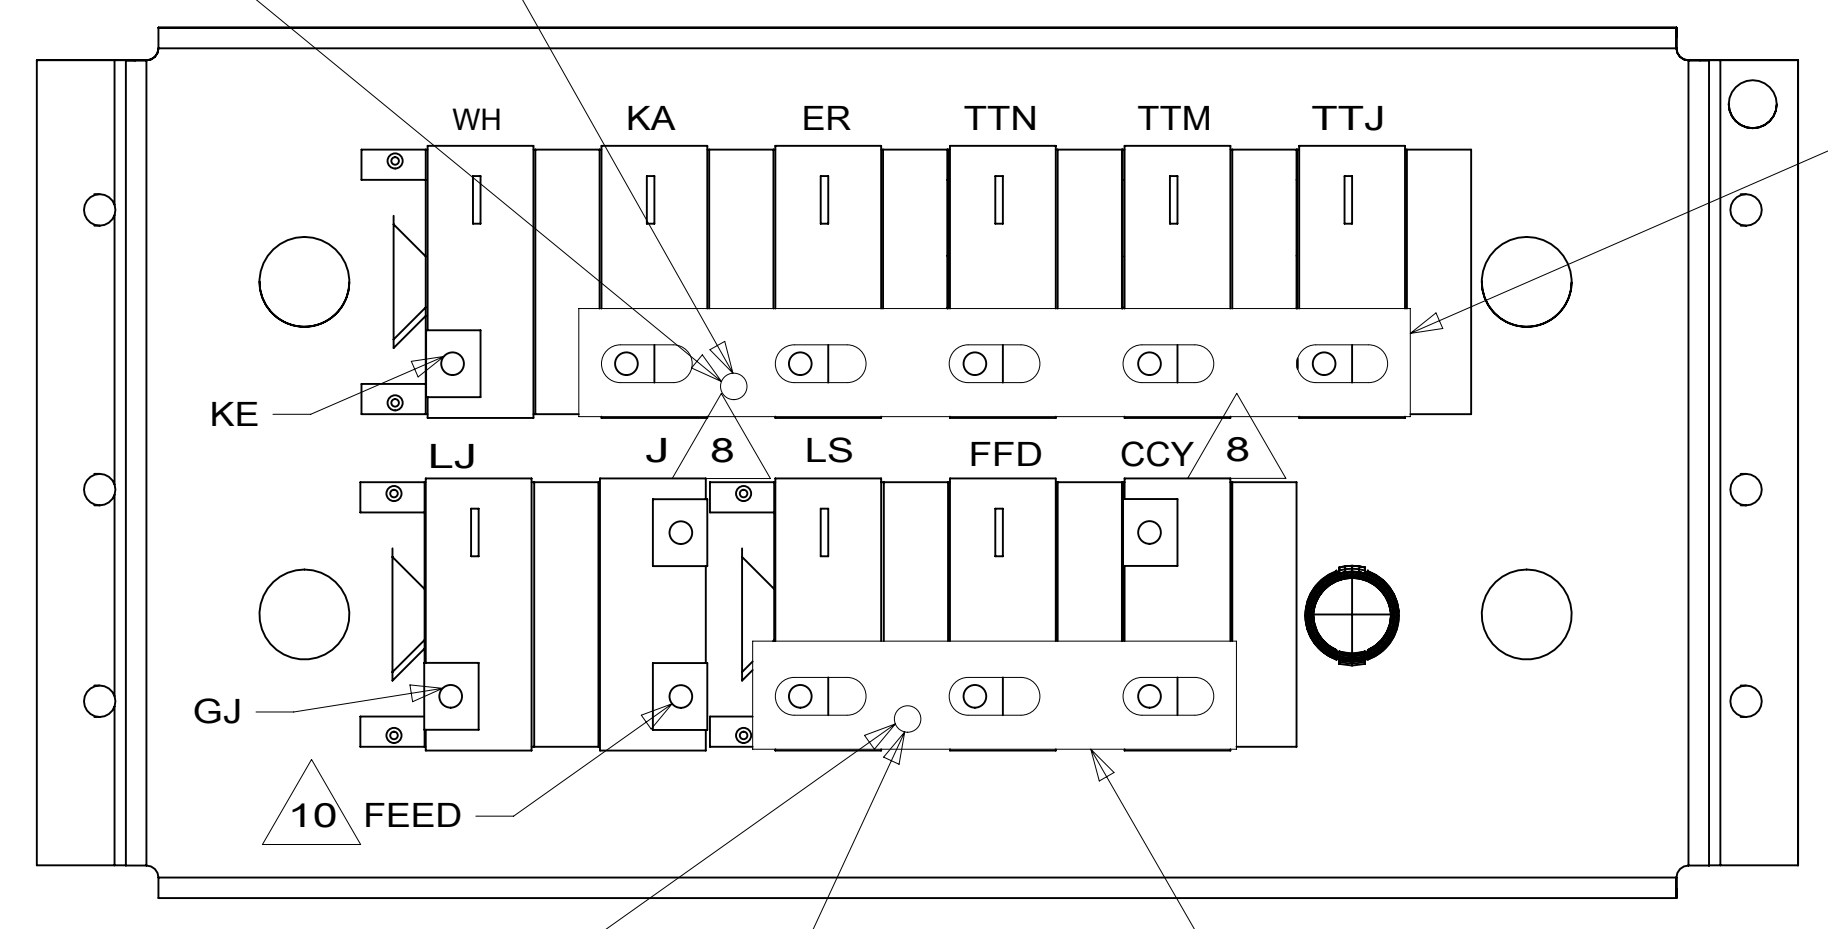 WH KA ER TTN TTM TTJ
KE
LJ J 8 LS FFD CCY 8
GJ
10 FEED